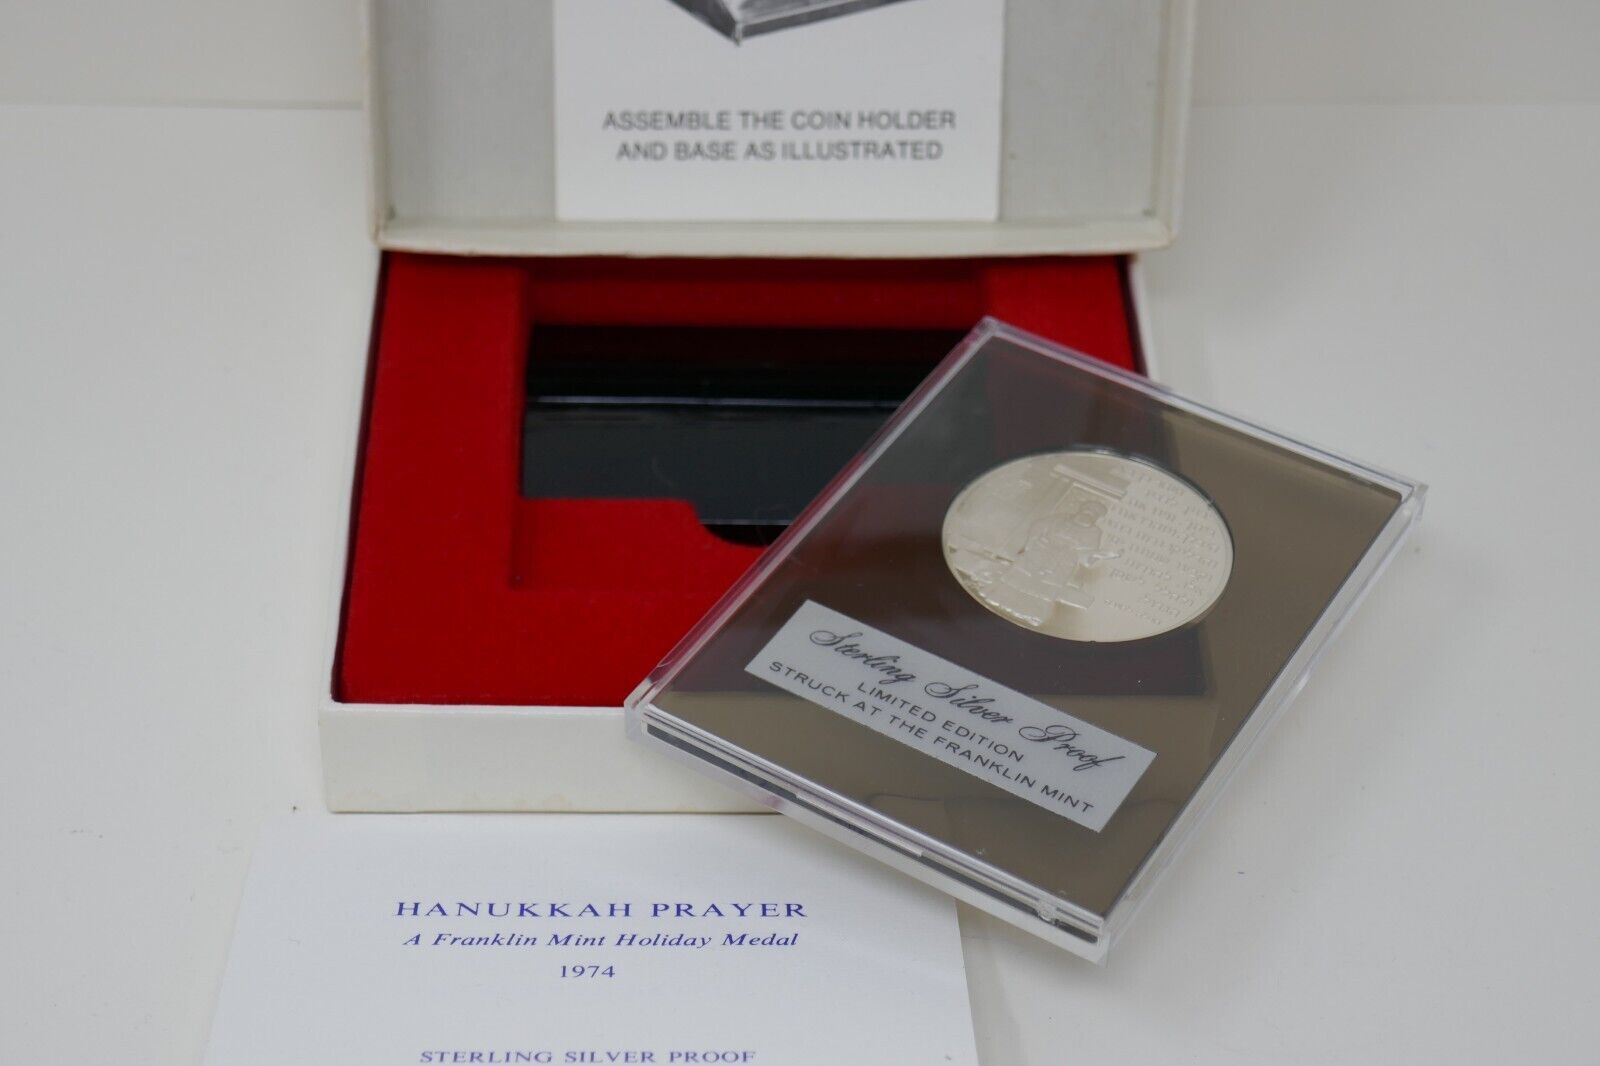 ASSEMBLE THE COIN HOLDER
AND BASE AS ILLUSTRATED
Sterling Silver Proof
LIMITED EDITION
STRUCK AT THE FRANKLIN MINT
HANUKKAH PRAYER
A Franklin Mint Holiday Medal
1974
STERLING SILVER PROOF